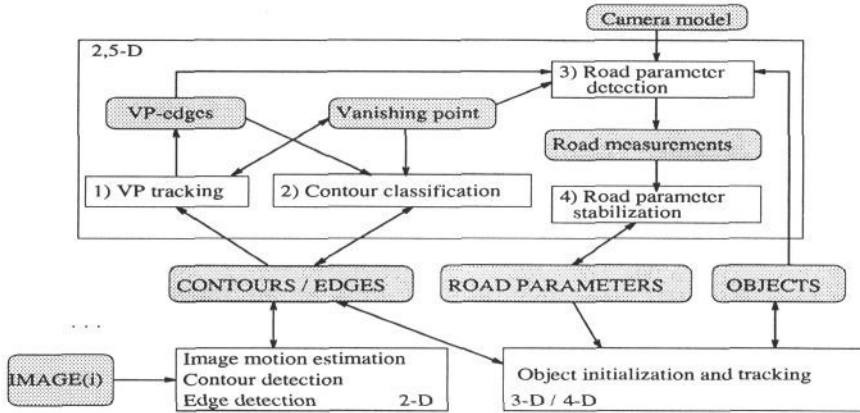 Camera model
2,5-D
3) Road parameter
detection
VP-edges
Vanishing point
Road measurements
1) VP tracking
2) Contour classification
4) Road parameter
stabilization
CONTOURS / EDGES
ROAD PARAMETERS
OBJECTS
. . .
IMAGE(i)
Image motion estimation
Contour detection
Edge detection
2-D
Object initialization and tracking
3-D / 4-D